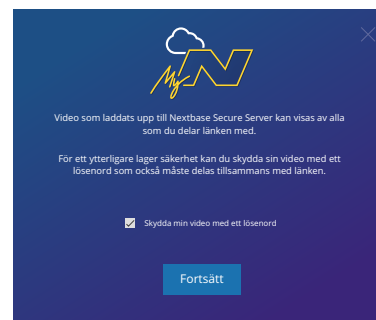 My N
Video som laddats upp till Nextbase Secure Server kan visas av alla
som du delar länken med.
För ett ytterligare lager säkerhet kan du skydda sin video med ett
lösenord som också måste delas tillsammans med länken.
Skydda min video med ett lösenord
Fortsätt